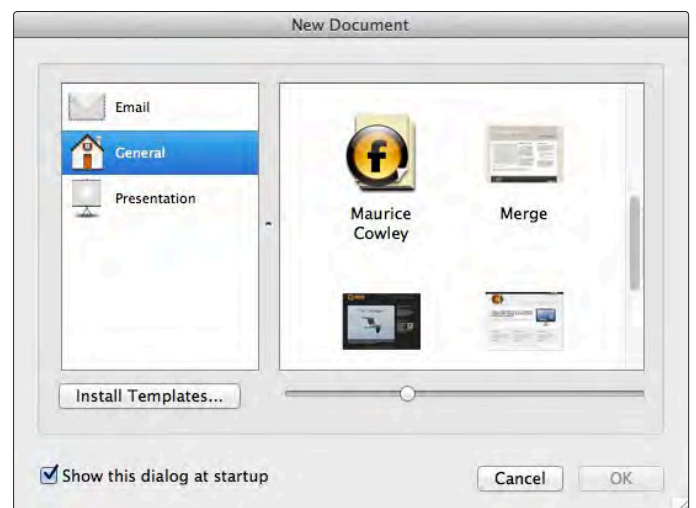 New Document
Email
General
Presentation
Maurice
Cowley
Merge
Install Templates...
Show this dialog at startup
Cancel
OK